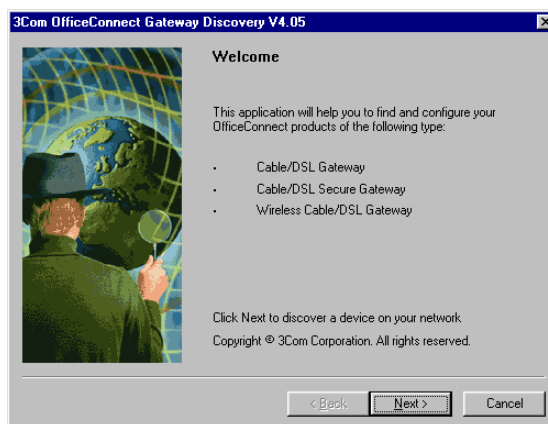 3Com OfficeConnect Gateway Discovery V4.05
Welcome
This application will help you to find and configure your
OfficeConnect products of the following type:
· Cable/DSL Gateway
· Cable/DSL Secure Gateway
· Wireless Cable/DSL Gateway
Click Next to discover a device on your network
Copyright © 3Com Corporation. All rights reserved.
< Back Next > Cancel